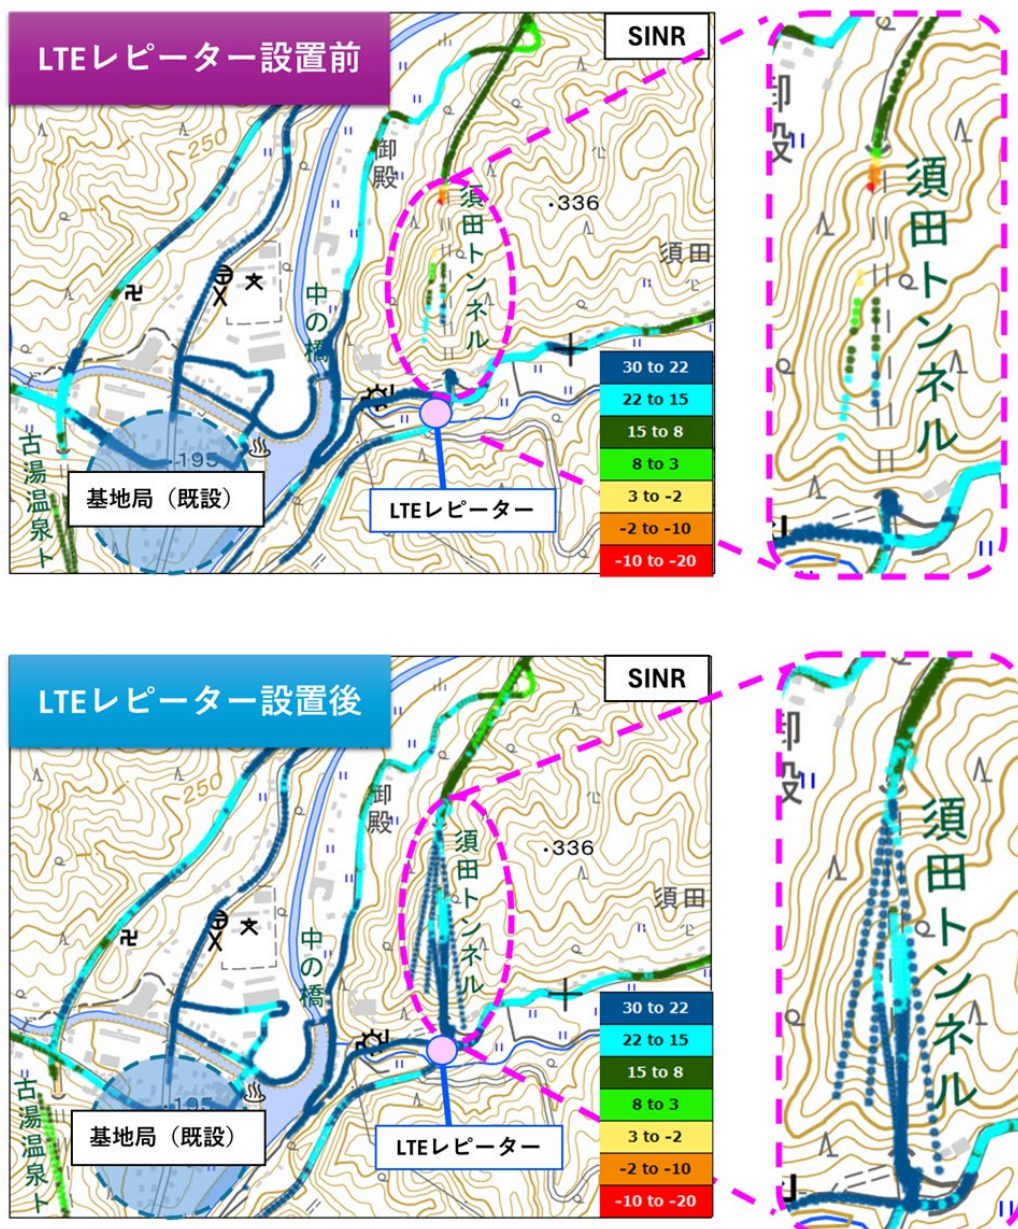 LTEレピーター設置前
SINR
250
御殿
須田トンネル
336
須田
中の橋
古湯温泉ト
195
基地局（既設）
LTEレピーター
30 to 22
22 to 15
15 to 8
8 to 3
3 to -2
-2 to -10
-10 to -20
須田トンネル
LTEレピーター設置後
SINR
250
御殿
須田トンネル
336
須田
中の橋
古湯温泉ト
195
基地局（既設）
LTEレピーター
30 to 22
22 to 15
15 to 8
8 to 3
3 to -2
-2 to -10
-10 to -20
須田トンネル